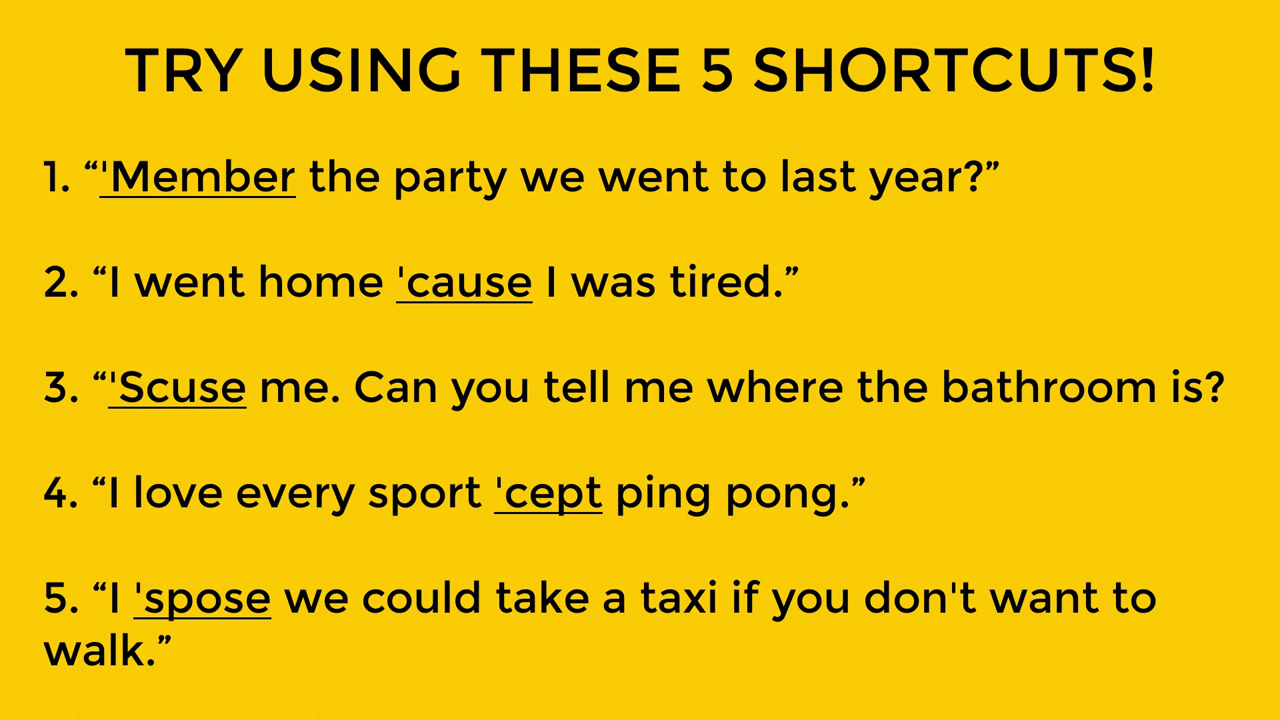 TRY USING THESE 5 SHORTCUTS!
1. “'Member the party we went to last year?”
2. “I went home 'cause I was tired.”
3. “'Scuse me. Can you tell me where the bathroom is?
4. “I love every sport 'cept ping pong.”
5. “I 'spose we could take a taxi if you don't want to
walk.”